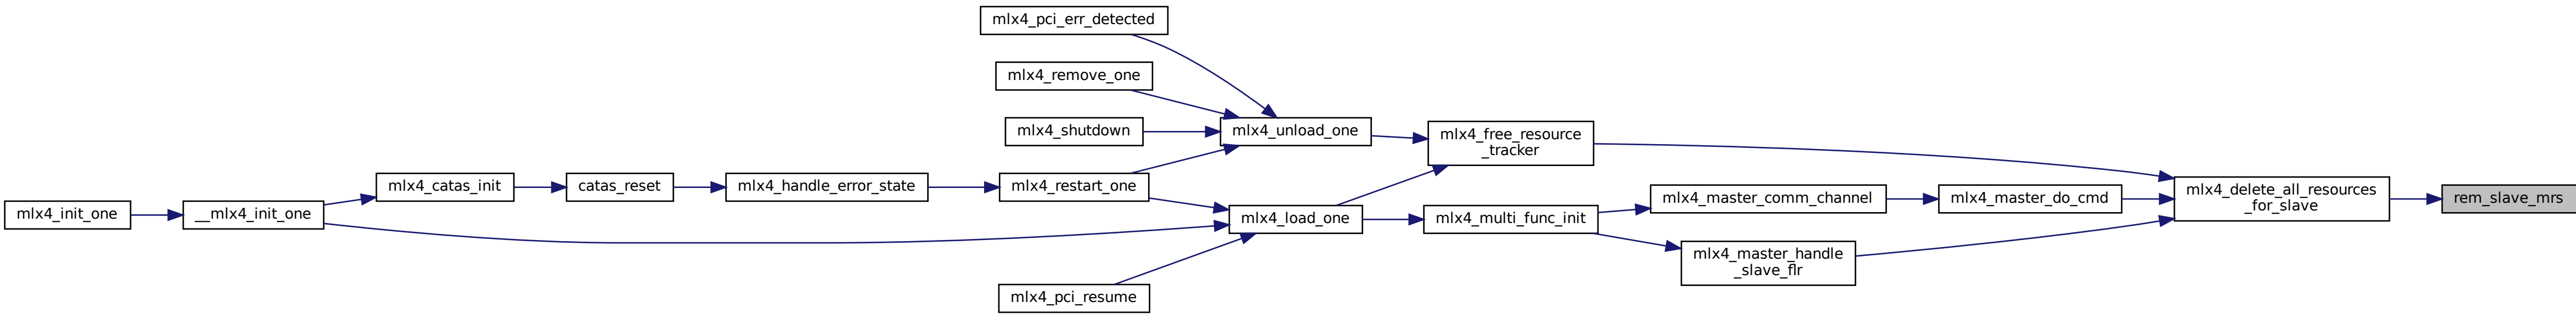 mlx4_pci_err_detected
mlx4_remove_one
mlx4_shutdown
mlx4_unload_one
mlx4_free_resource
_tracker
mlx4_init_one
__mlx4_init_one
mlx4_catas_init
catas_reset
mlx4_handle_error_state
mlx4_restart_one
mlx4_load_one
mlx4_multi_func_init
mlx4_master_comm_channel
mlx4_master_do_cmd
mlx4_delete_all_resources
_for_slave
rem_slave_mrs
mlx4_master_handle
_slave_flr
mlx4_pci_resume